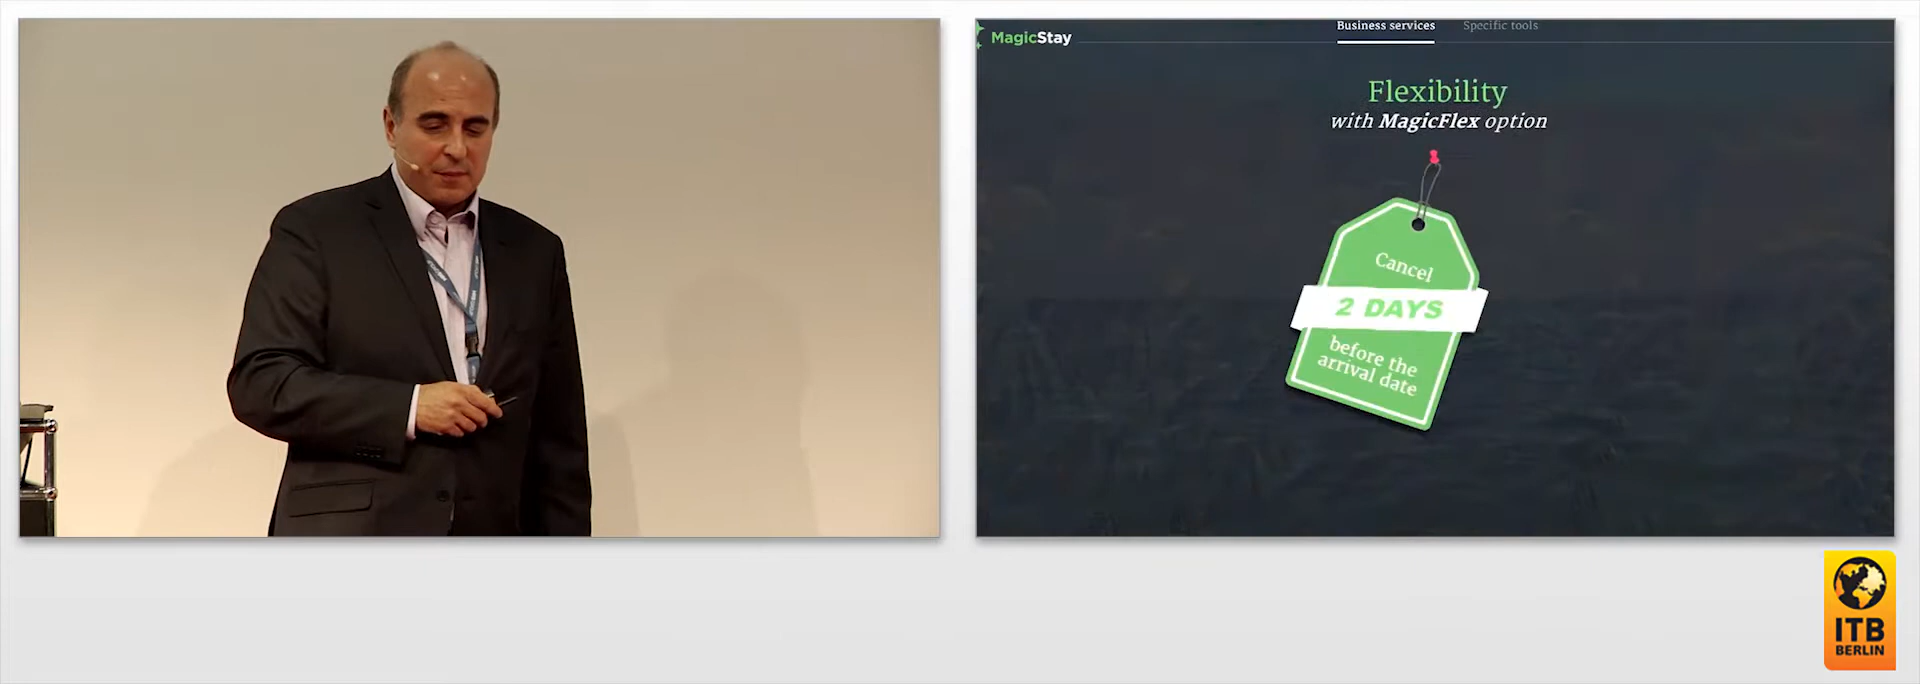 MagicStay
Business services
Specific tools
Flexibility
with MagicFlex option
Cancel
2 DAYS
before the
arrival date
ITB
BERLIN